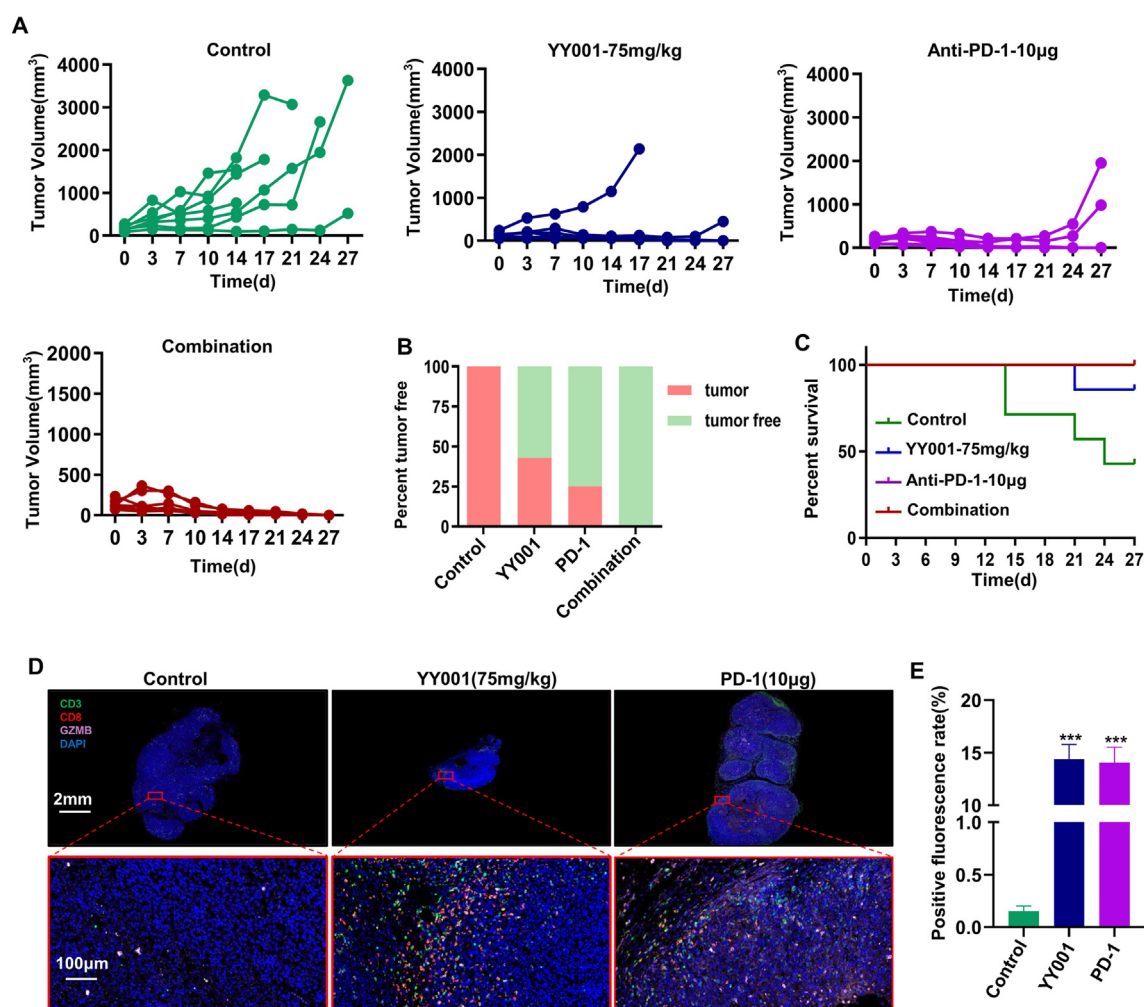 A
Control
YY001-75mg/kg
Anti-PD-1-10μg
Tumor Volume(mm³)
4000
3000
2000
1000
0
0 3 7 10 14 17 21 24 27
Time(d)
Tumor Volume(mm³)
4000
3000
2000
1000
0
0 3 7 10 14 17 21 24 27
Time(d)
Tumor Volume(mm³)
4000
3000
2000
1000
0
0 3 7 10 14 17 21 24 27
Time(d)
Combination
Tumor Volume(mm³)
2000
1500
1000
500
0
0 3 7 10 14 17 21 24 27
Time(d)
B
Percent tumor free
100
75
50
25
0
Control
YY001
PD-1
Combination
tumor
tumor free
C
Percent survival
100
50
0
0 3 6 9 12 15 18 21 24 27
Time(d)
Control
YY001-75mg/kg
Anti-PD-1-10μg
Combination
D
Control
YY001(75mg/kg)
PD-1(10μg)
CD3
CD8
GZMB
DAPI
2mm
100μm
E
Positive fluorescence rate(%)
20
15
10
1.0
0.5
0.0
***
***
Control
YY001
PD-1